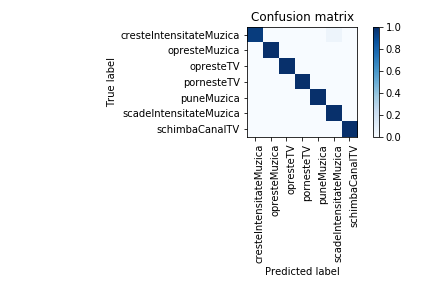 Confusion matrix
True label
cresteIntensitateMuzica
opresteMuzica
opresteTV
pornesteTV
puneMuzica
scadeIntensitateMuzica
schimbaCanalTV
cresteIntensitateMuzica
opresteMuzica
opresteTV
pornesteTV
puneMuzica
scadeIntensitateMuzica
schimbaCanalTV
Predicted label
1.0
0.8
0.6
0.4
0.2
0.0